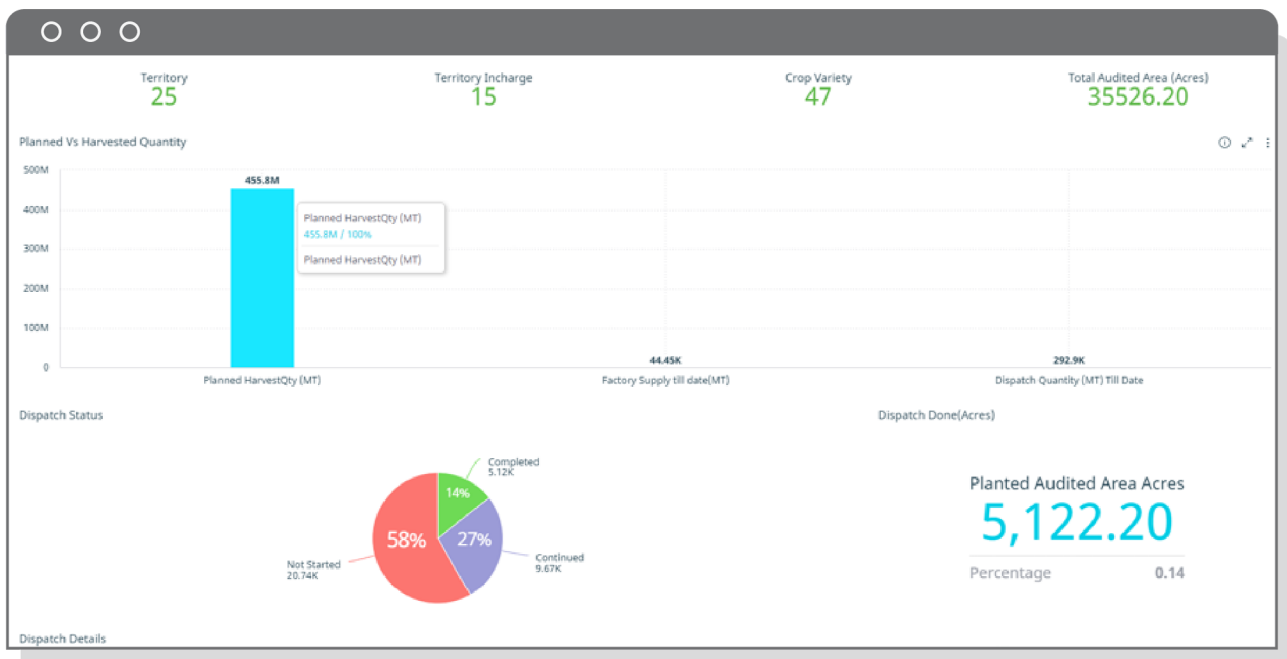 Territory
25
Territory Incharge
15
Crop Variety
47
Total Audited Area (Acres)
35526.20
Planned Vs Harvested Quantity
500M
400M
300M
200M
100M
0
455.8M
Planned HarvestQty (MT)
455.8M / 100%
Planned HarvestQty (MT)
44.45K
292.9K
Planned HarvestQty (MT)
Factory Supply till date(MT)
Dispatch Quantity (MT) Till Date
Dispatch Status
Completed
5.12K
14%
58%
27%
Continued
9.67K
Not Started
20.74K
Dispatch Done(Acres)
Planted Audited Area Acres
5,122.20
Percentage 0.14
Dispatch Details